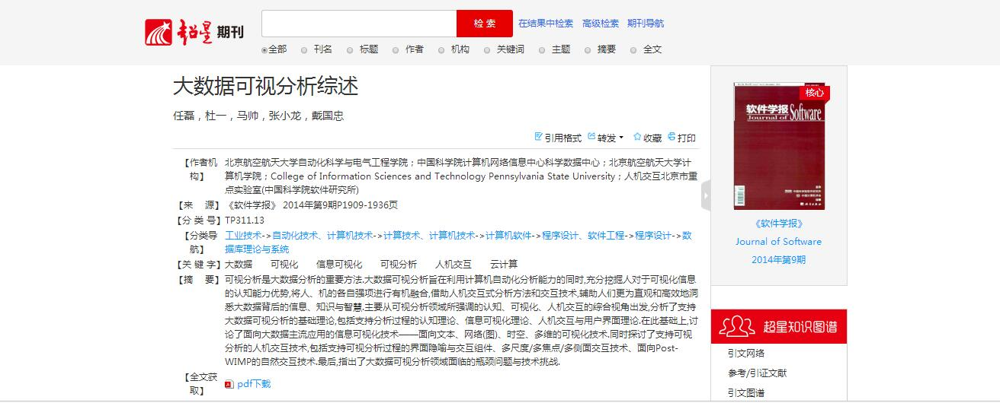 超星 期刊
检 索
在结果中检索 高级检索 期刊导航
全部 刊名 标题 作者 机构 关键词 主题 摘要 全文
大数据可视分析综述
任磊，杜一，马帅，张小龙，戴国忠
引用格式 转发 收藏 打印
【作者机构】 北京航空航天大学自动化科学与电气工程学院；中国科学院计算机网络信息中心科学数据中心；北京航空航天大学计
算机学院；College of Information Sciences and Technology Pennsylvania State University；人机交互北京市重
点实验室(中国科学院软件研究所)
【来 源】 《软件学报》 2014年第9期P1909-1936页
【分 类 号】 TP311.13
【分类导航】 工业技术->自动化技术、计算机技术->计算技术、计算机技术->计算机软件->程序设计、软件工程->程序设计->数
据库理论与系统
【关 键 字】 大数据 可视化 信息可视化 可视分析 人机交互 云计算
【摘 要】 可视分析是大数据分析的重要方法.大数据可视分析旨在利用计算机自动化分析能力的同时,充分挖掘人对于可视化信息
的认知能力优势,将人、机的各自强项进行有机融合,借助人机交互式分析方法和交互技术,辅助人们更为直观和高效地洞
悉大数据背后的信息、知识与智慧.主要从可视分析领域所强调的认知、可视化、人机交互的综合视角出发,分析了支持
大数据可视分析的基础理论,包括支持分析过程的认知理论、信息可视化理论、人机交互与用户界面理论.在此基础上,讨
论了面向大数据主流应用的信息可视化技术——面向文本、网络(图)、时空、多维的可视化技术.同时探讨了支持可视
分析的人机交互技术,包括支持可视分析过程的界面隐喻与交互组件、多尺度/多焦点/多侧面交互技术、面向Post-
WIMP的自然交互技术.最后,指出了大数据可视分析领域面临的瓶颈问题与技术挑战.
【全文获取】 pdf下载
核心
软件学报
Journal of Software
《软件学报》
Journal of Software
2014年第9期
超星知识图谱
引文网络
参考/引证文献
引文图谱